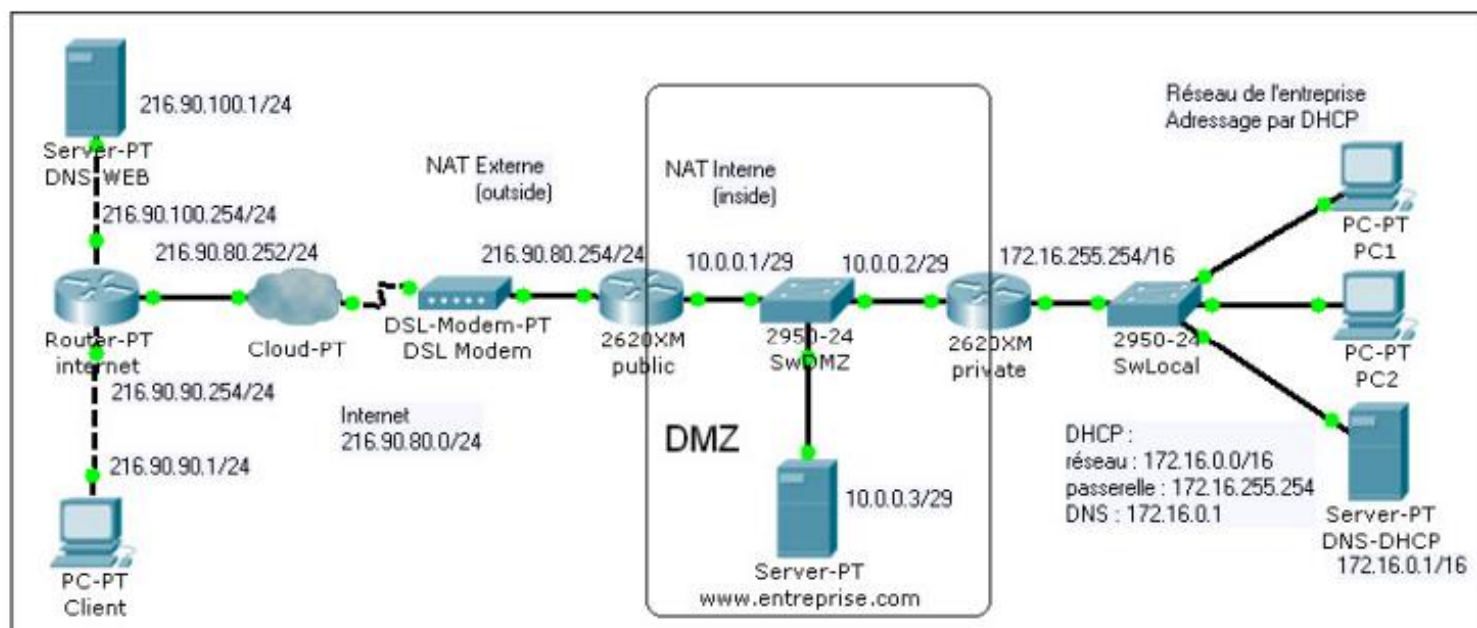 216.90.100.1/24
Server-PT
DNS WEB
216.90.100.254/24
216.90.80.252/24
Router-PT
internet
216.90.90.254/24
216.90.90.1/24
PC-PT
Client
Cloud-PT
NAT Externe
(outside)
216.90.80.254/24
DSL-Modem-PT
DSL Modem
Internet
216.90.80.0/24
2620XM
public
NAT Interne
(inside)
10.0.0.1/29
10.0.0.2/29
2950-24
SwDMZ
DMZ
10.0.0.3/29
Server-PT
www.entreprise.com
172.16.255.254/16
2620XM
private
2950-24
SwLocal
Réseau de l'entreprise
Adressage par DHCP
PC-PT
PC1
PC-PT
PC2
DHCP :
réseau : 172.16.0.0/16
passerelle : 172.16.255.254
DNS : 172.16.0.1
Server-PT
DNS-DHCP
172.16.0.1/16